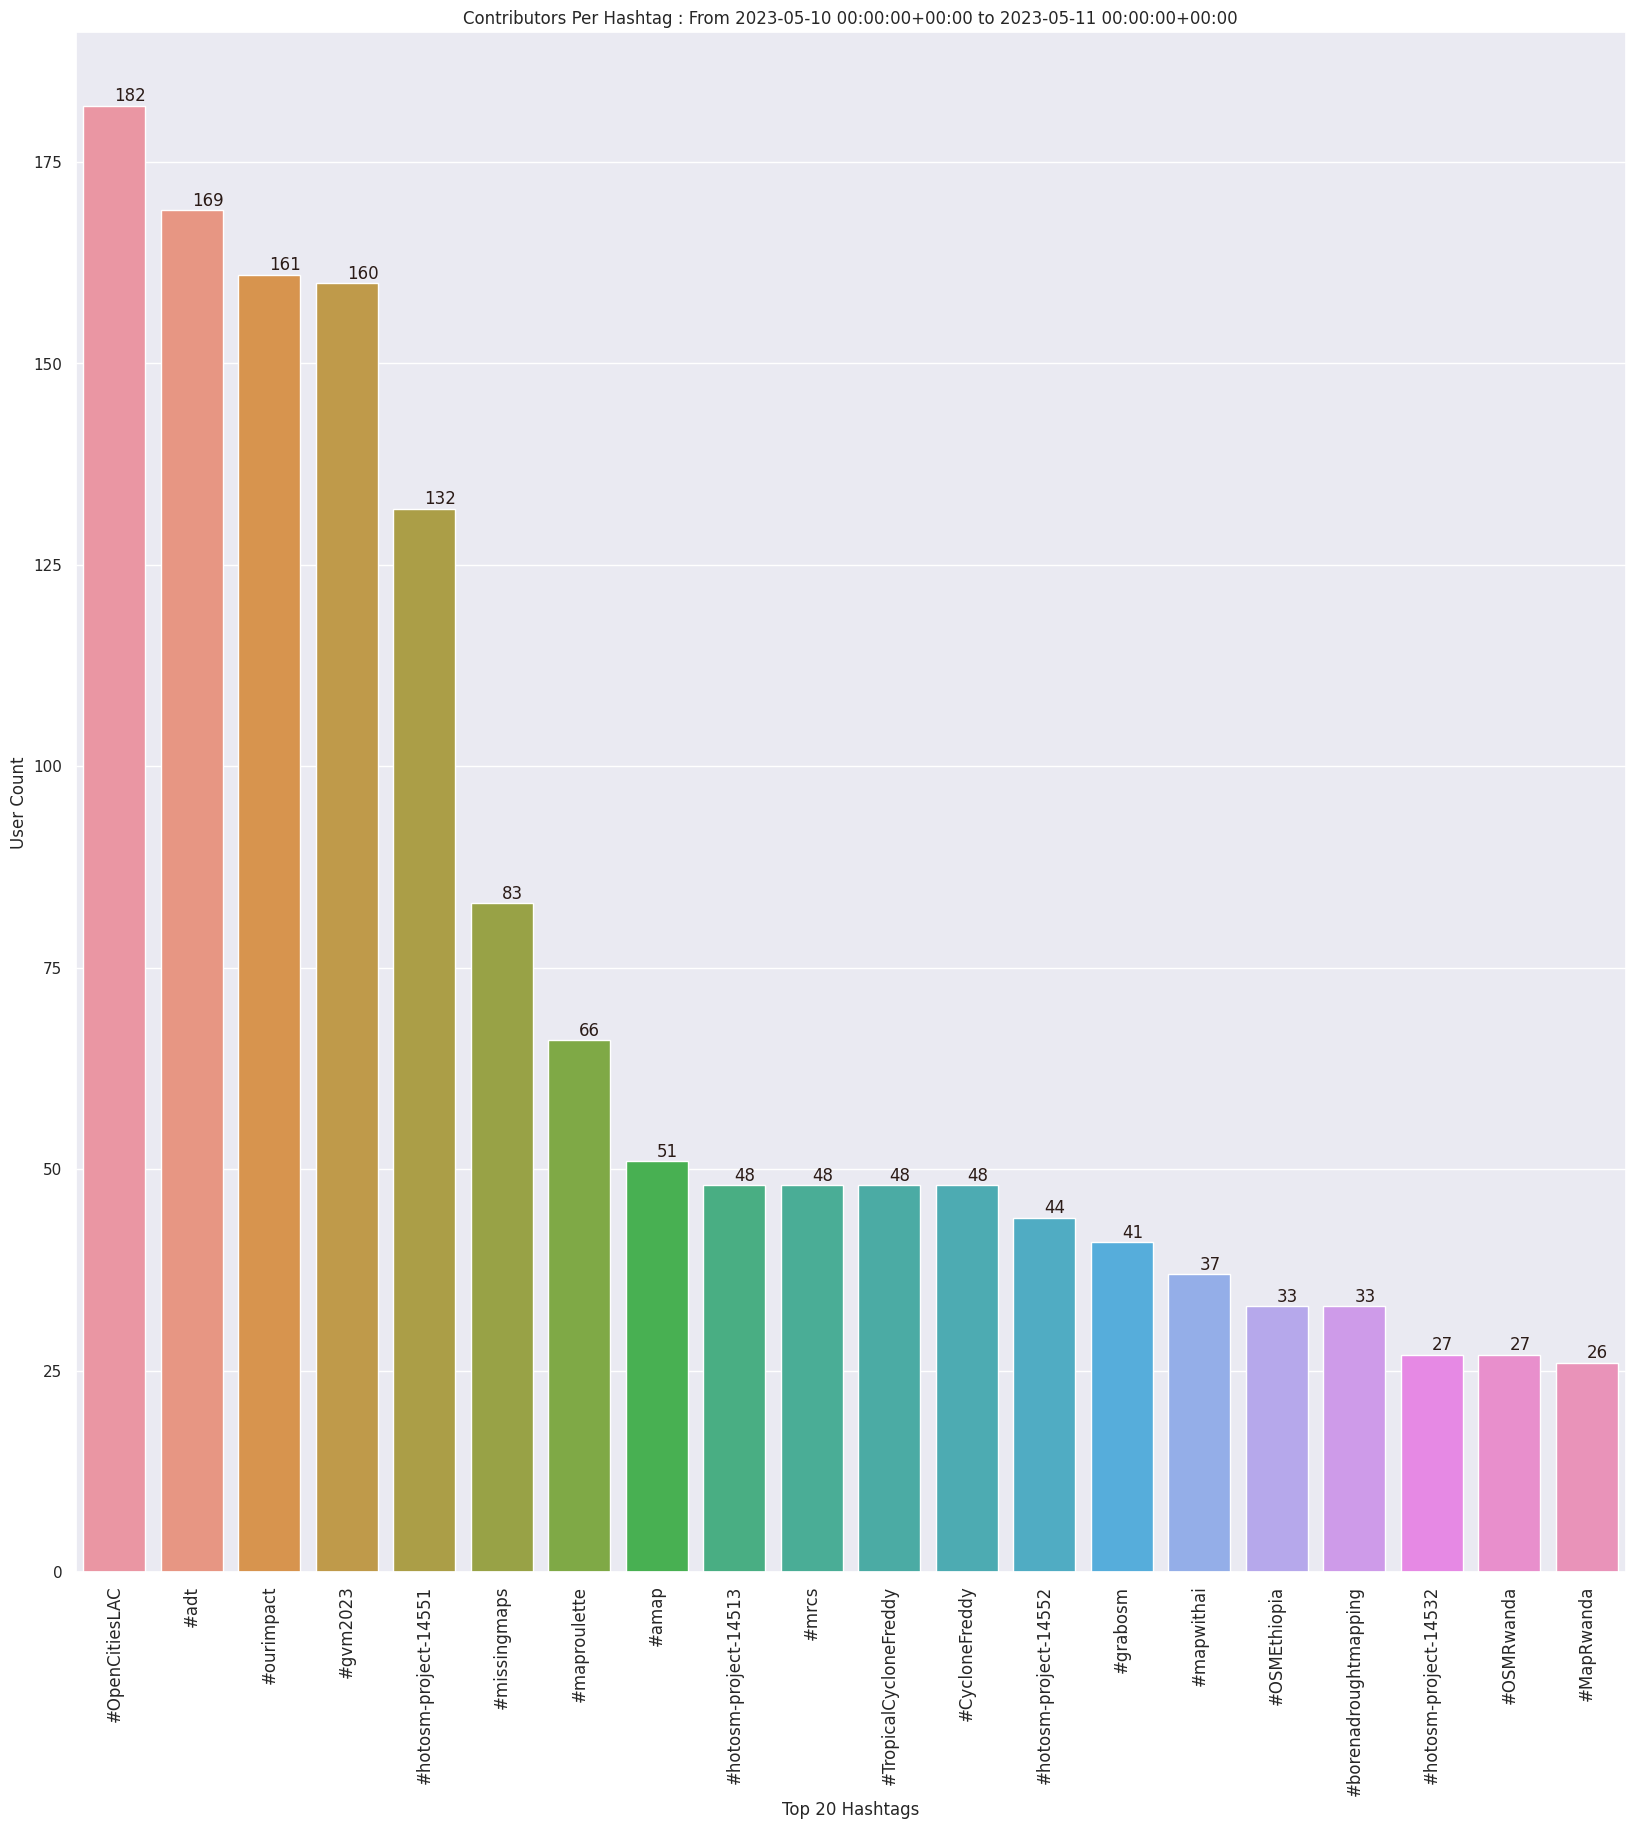 Contributors Per Hashtag : From 2023-05-10 00:00:00+00:00 to 2023-05-11 00:00:00+00:00
182
169
161
160
132
83
66
51
48
48
48
48
44
41
37
33
33
27
27
26
175
150
125
100
75
50
25
0
User Count
#OpenCitiesLAC
#adt
#ourimpact
#gvm2023
#hotosm-project-14551
#missingmaps
#maproulette
#amap
#hotosm-project-14513
#mrcs
#TropicalCycloneFreddy
#CycloneFreddy
#hotosm-project-14552
#grabosm
#mapwithai
#OSMEthiopia
#borenadroughtmapping
#hotosm-project-14532
#OSMRwanda
#MapRwanda
Top 20 Hashtags